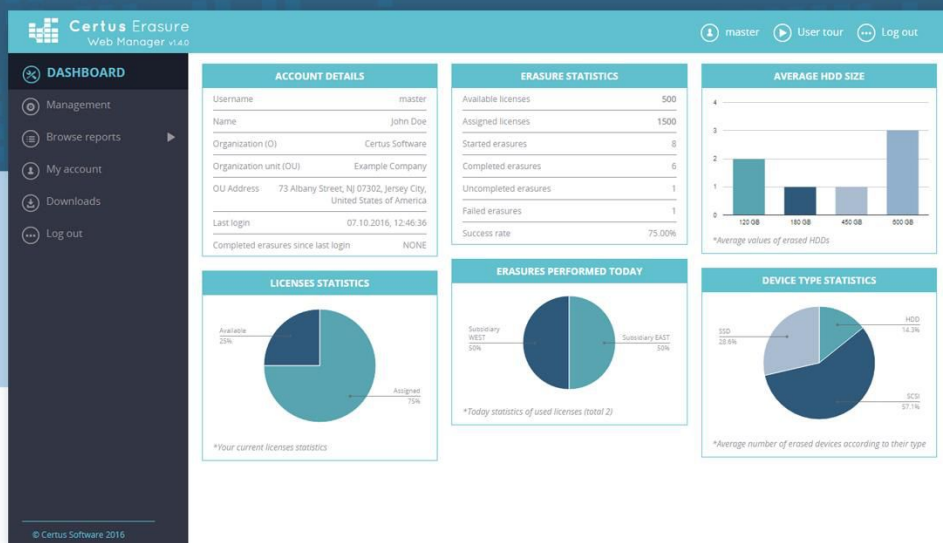 Certus Erasure
Web Manager v1.4.0
master
User tour
Log out
DASHBOARD
Management
Browse reports
My account
Downloads
Log out
© Certus Software 2016
ACCOUNT DETAILS
Username master
Name John Doe
Organization (O) Certus Software
Organization unit (OU) Example Company
OU Address 73 Albany Street, NJ 07302, Jersey City,
United States of America
Last login 07.10.2016, 12:46:36
Completed erasures since last login NONE
ERASURE STATISTICS
Available licenses 500
Assigned licenses 1500
Started erasures 8
Completed erasures 6
Uncompleted erasures 1
Failed erasures 1
Success rate 75.00%
AVERAGE HDD SIZE
4
3
2
1
0
120 GB 180 GB 450 GB 600 GB
*Average values of erased HDDs
LICENSES STATISTICS
Available
25%
Assigned
75%
*Your current licenses statistics
ERASURES PERFORMED TODAY
Subsidiary
WEST
50%
Subsidiary EAST
50%
*Today statistics of used licenses (total 2)
DEVICE TYPE STATISTICS
HDD
14.3%
SSD
28.6%
SCSI
57.1%
*Average number of erased devices according to their type